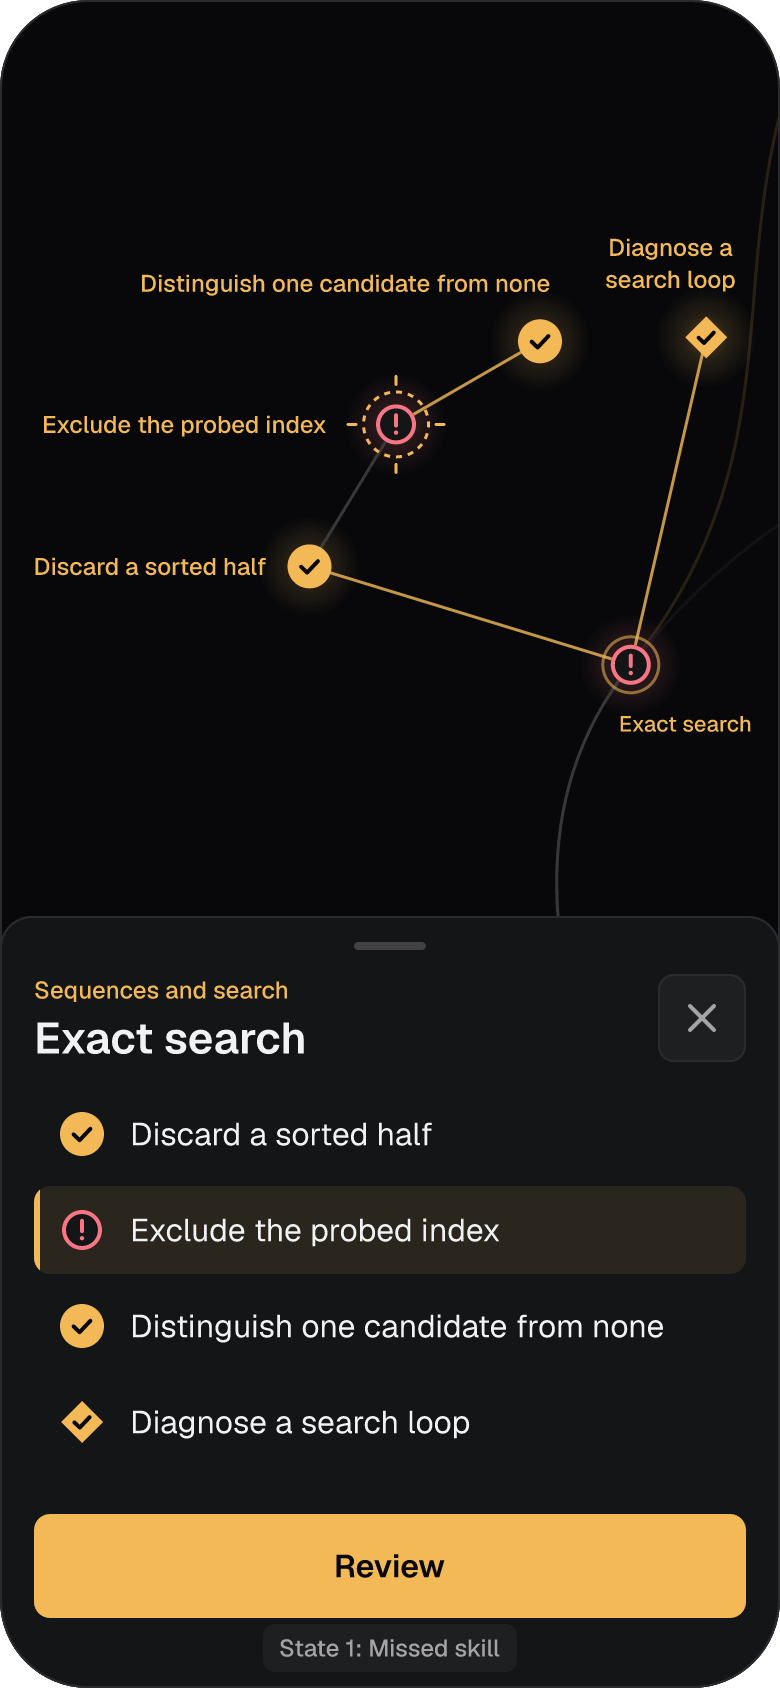 Diagnose a
search loop
Distinguish one candidate from none
Exclude the probed index
Discard a sorted half
Exact search
Sequences and search
Exact search
Discard a sorted half
Exclude the probed index
Distinguish one candidate from none
Diagnose a search loop
Review
State 1: Missed skill